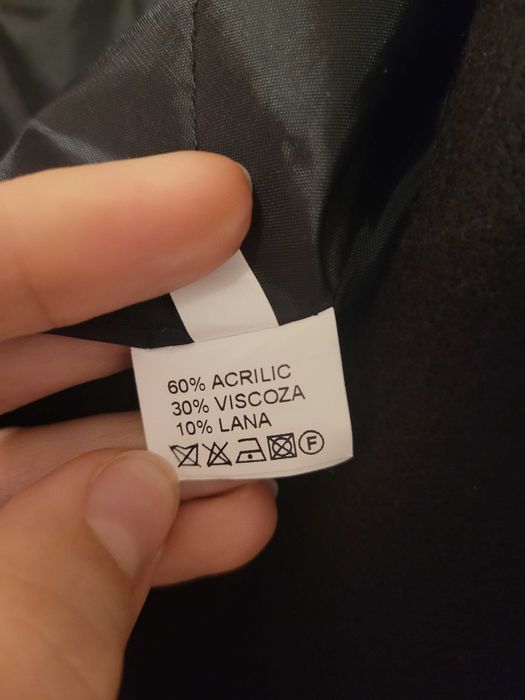 60% ACRILIC
30% VISCOZA
10% LANA
F